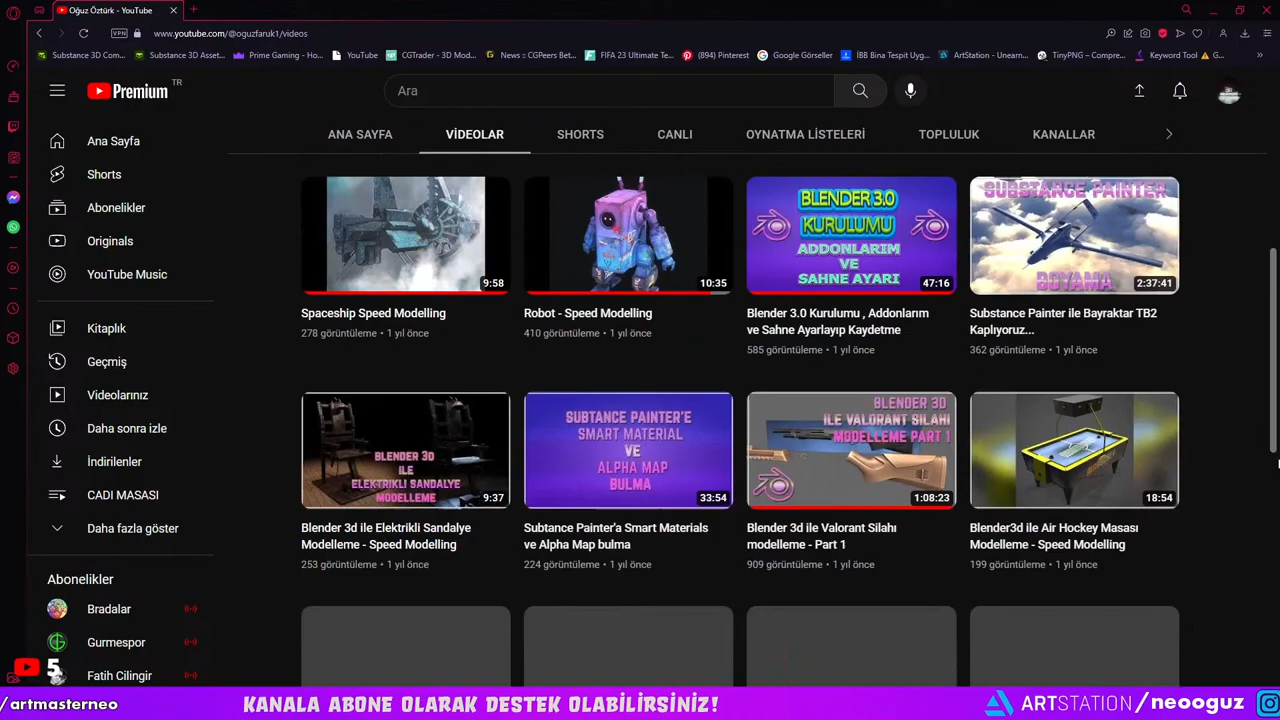 Oğuz Öztürk - YouTube
VPN
www.youtube.com/@oguzfaruk1/videos
Substance 3D Com...
Substance 3D Asset...
Prime Gaming - Ho...
YouTube
CGTrader - 3D Mod...
News :: CGPeers Bet...
FIFA 23 Ultimate Te...
(894) Pinterest
Google Görseller
İBB Bina Tespit Uyg...
ArtStation - Unearn...
TinyPNG – Compre...
Keyword Tool
G...
Premium
TR
Ara
ANA SAYFA
VİDEOLAR
SHORTS
CANLI
OYNATMA LİSTELERİ
TOPLULUK
KANALLAR
Ana Sayfa
Shorts
Abonelikler
Originals
YouTube Music
Kitaplık
Geçmiş
Videolarınız
Daha sonra izle
İndirilenler
CADI MASASI
Daha fazla göster
Abonelikler
Bradalar
Gurmespor
Fatih Cilingir
9:58
Spaceship Speed Modelling
278 görüntüleme • 1 yıl önce
10:35
Robot - Speed Modelling
410 görüntüleme • 1 yıl önce
BLENDER 3.0
KURULUMU
ADDONLARIM
VE
SAHNE AYARI
47:16
Blender 3.0 Kurulumu , Addonlarım
ve Sahne Ayarlayıp Kaydetme
585 görüntüleme • 1 yıl önce
SUBSTANCE PAINTER
BOYAMA
2:37:41
Substance Painter ile Bayraktar TB2
Kaplıyoruz...
362 görüntüleme • 1 yıl önce
BLENDER 3D
ILE
ELEKTRIKLI SANDALYE
MODELLEME
9:37
Blender 3d ile Elektrikli Sandalye
Modelleme - Speed Modelling
253 görüntüleme • 1 yıl önce
SUBTANCE PAINTER'E
SMART MATERIAL
VE
ALPHA MAP
BULMA
33:54
Subtance Painter'a Smart Materials
ve Alpha Map bulma
224 görüntüleme • 1 yıl önce
BLENDER 3D
ILE VALORANT SILAHI
MODELLEME PART 1
1:08:23
Blender 3d ile Valorant Silahı
modelleme - Part 1
909 görüntüleme • 1 yıl önce
18:54
Blender3d ile Air Hockey Masası
Modelleme - Speed Modelling
199 görüntüleme • 1 yıl önce
5
/artmasterneo
KANALA ABONE OLARAK DESTEK OLABİLİRSİNİZ!
ARTSTATION/neooguz